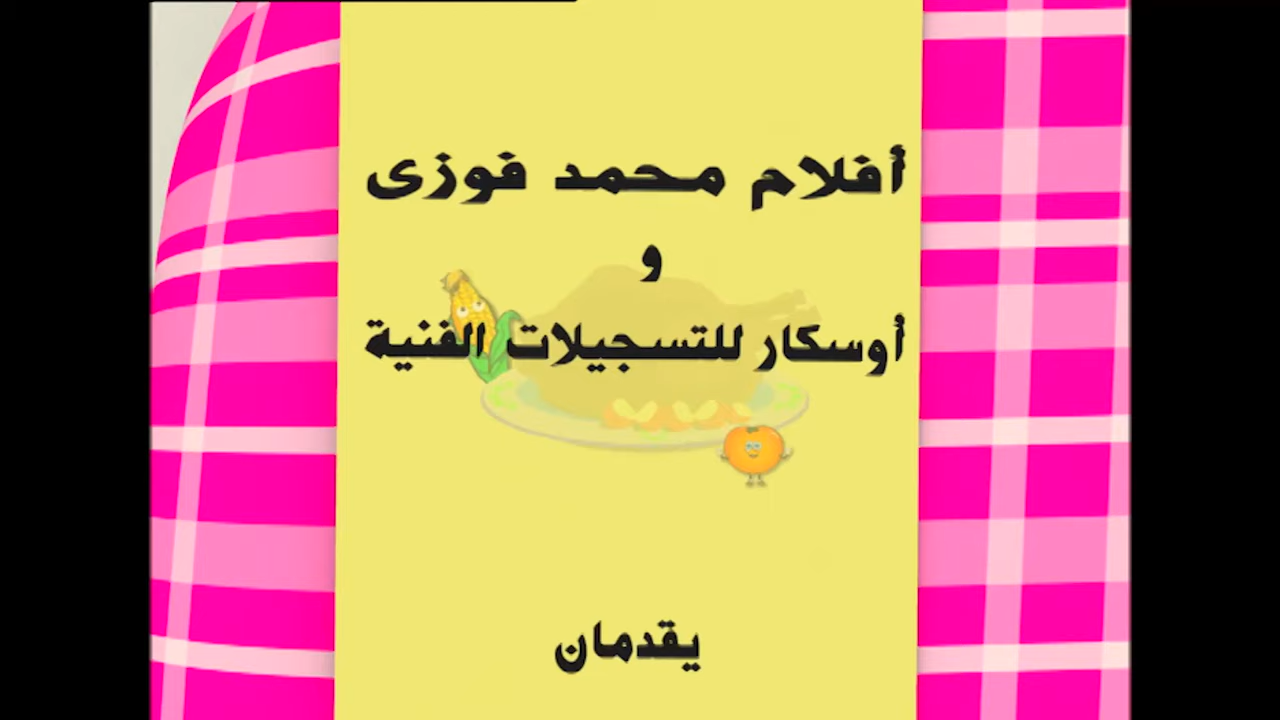 أفلام محمد فوزى
و
أوسكار للتسجيلات الفنية
يقدمان